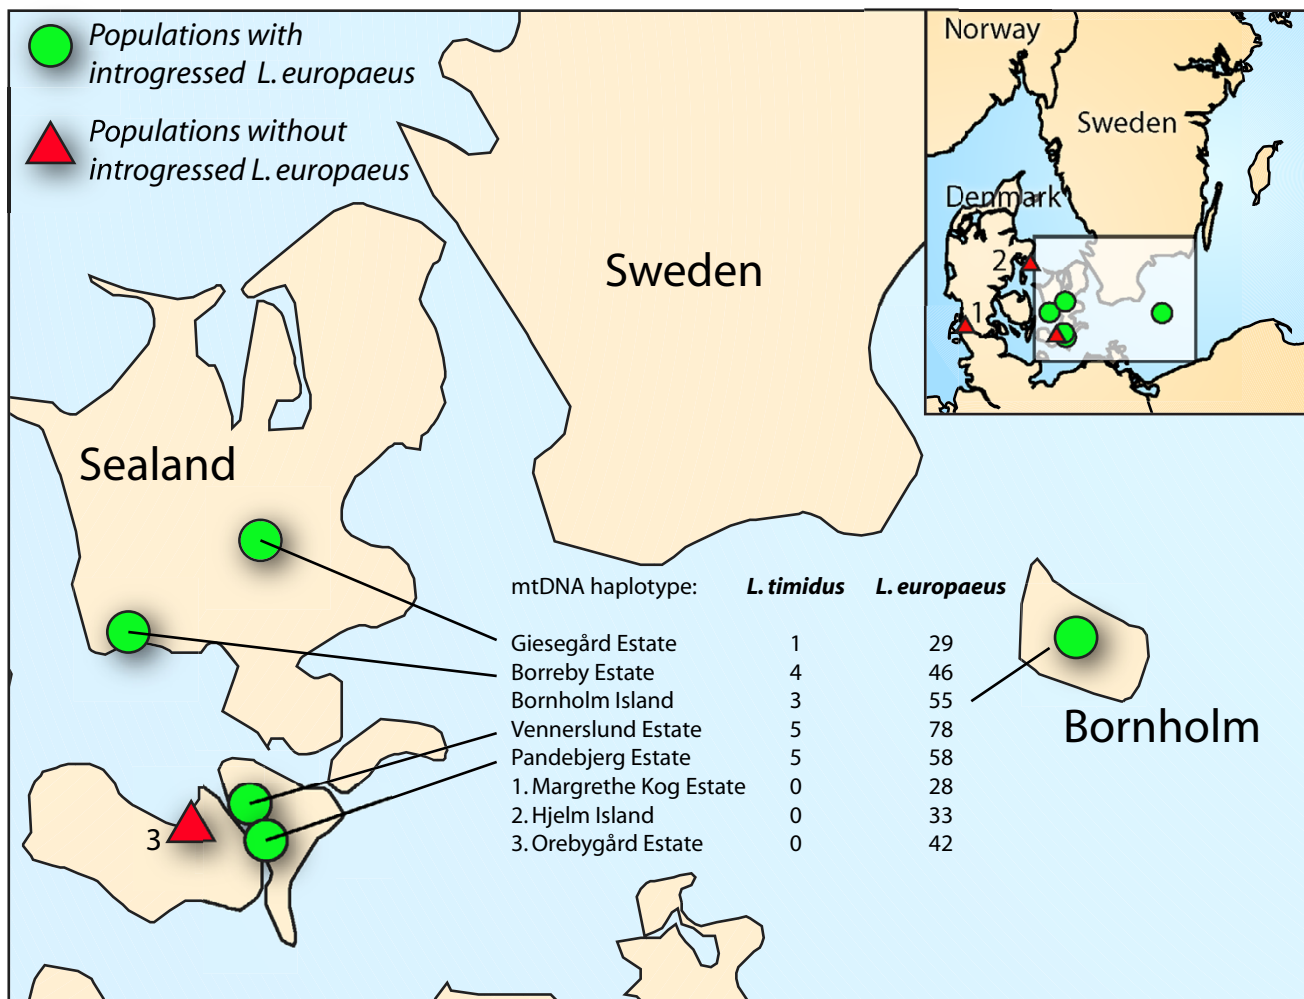 Populations with
introgressed L. europaeus
Populations without
introgressed L. europaeus
Norway
Sweden
Denmark
2
1
Sweden
Sealand
mtDNA haplotype: L. timidus L. europaeus
Giesegård Estate 1 29
Borreby Estate 4 46
Bornholm Island 3 55
Vennerslund Estate 5 78
Pandebjerg Estate 5 58
1. Margrethe Kog Estate 0 28
2. Hjelm Island 0 33
3. Orebygård Estate 0 42
Bornholm
3